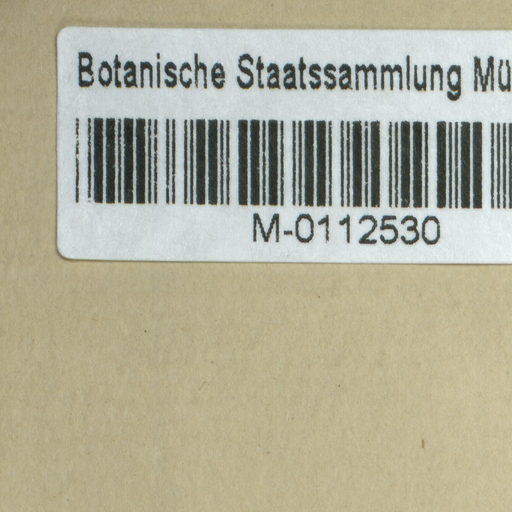 Botanische Staatssammlung Mü
M-0112530